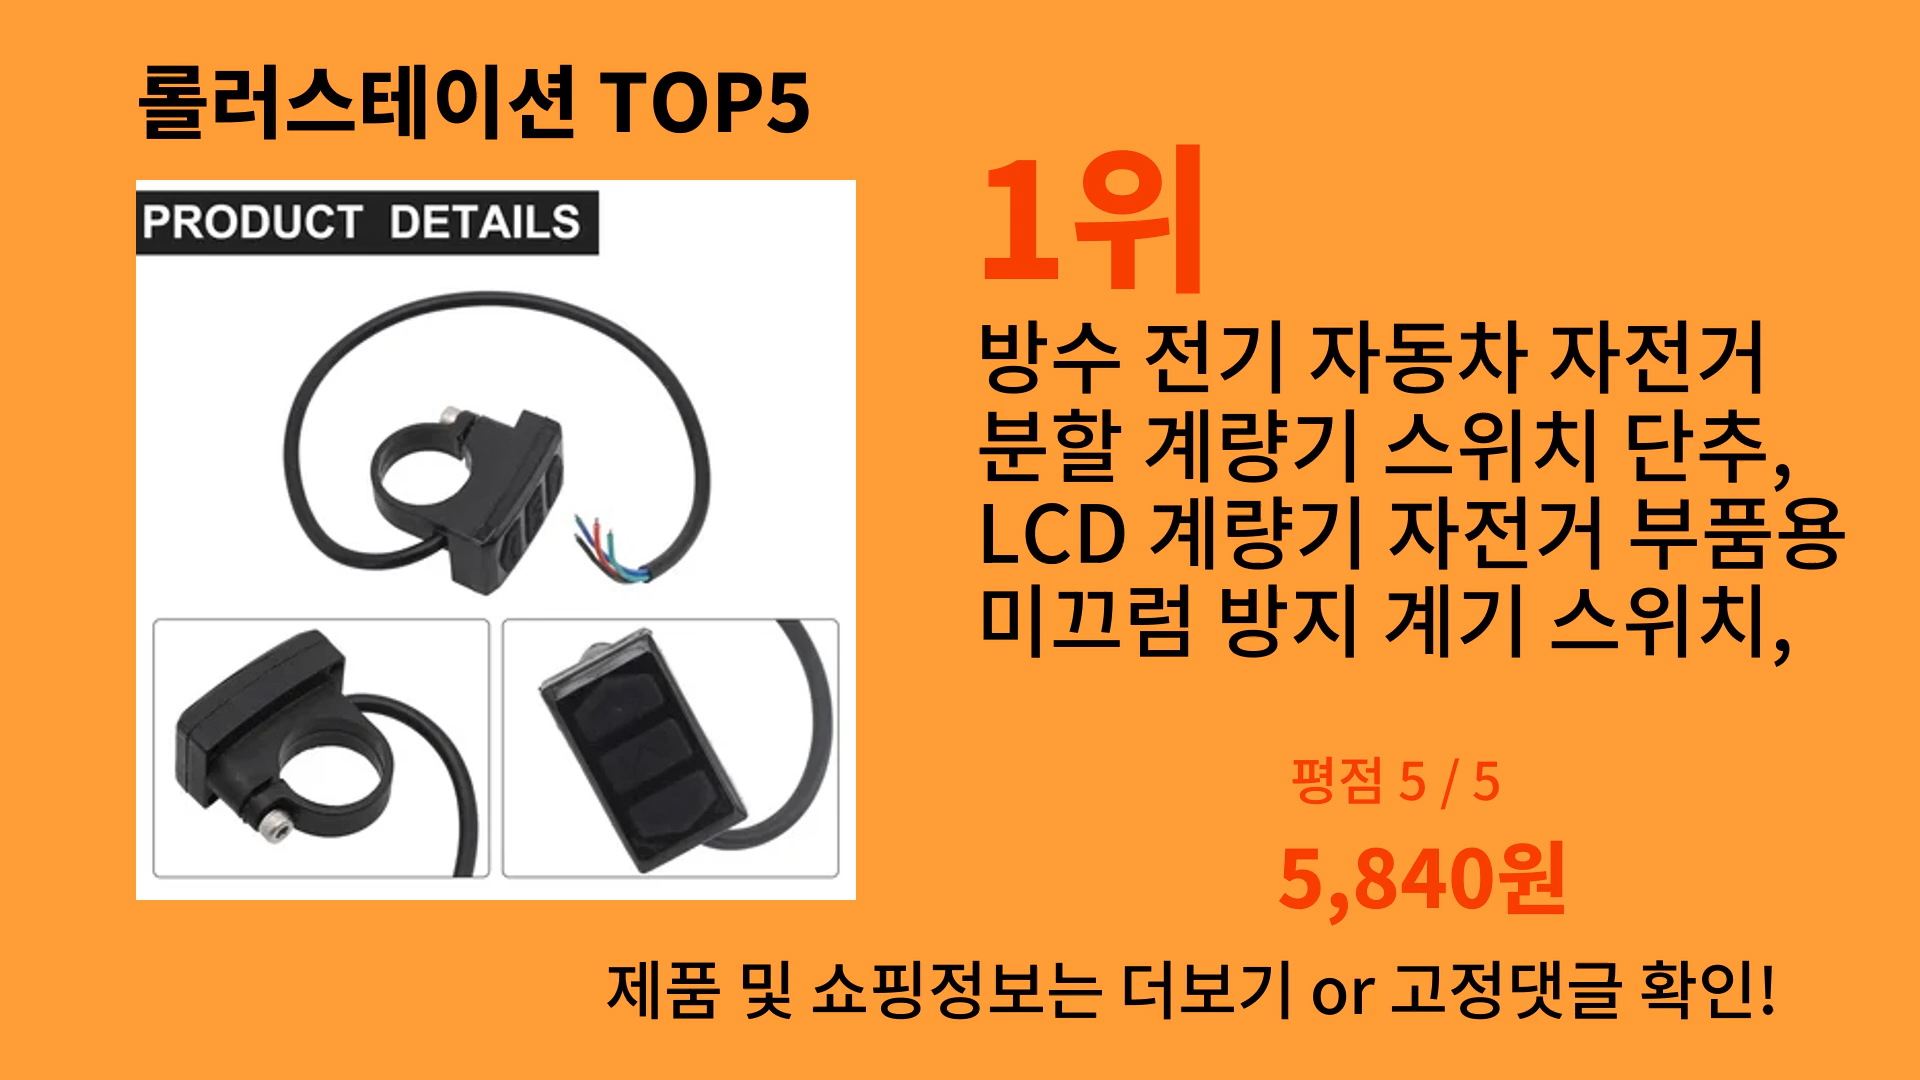 롤러스테이션 TOP5
PRODUCT DETAILS
1위
방수 전기 자동차 자전거
분할 계량기 스위치 단추,
LCD 계량기 자전거 부품용
미끄럼 방지 계기 스위치,
평점 5 / 5
5,840원
제품 및 쇼핑정보는 더보기 or 고정댓글 확인!